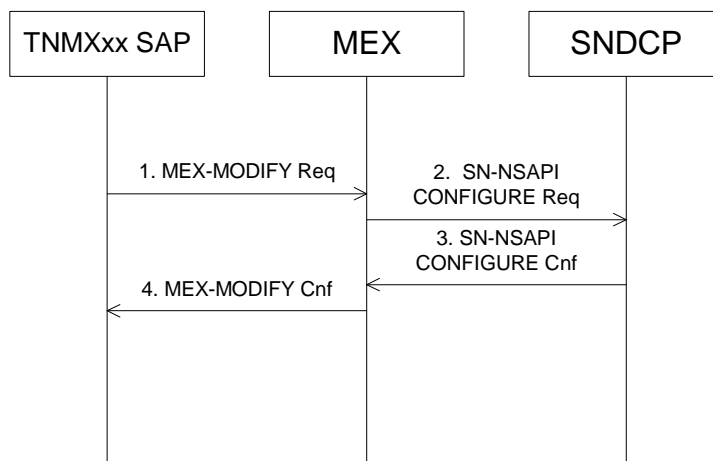 TNMXxx SAP
MEX
SNDCP
1. MEX-MODIFY Req
2. SN-NSAPI
CONFIGURE Req
3. SN-NSAPI
CONFIGURE Cnf
4. MEX-MODIFY Cnf